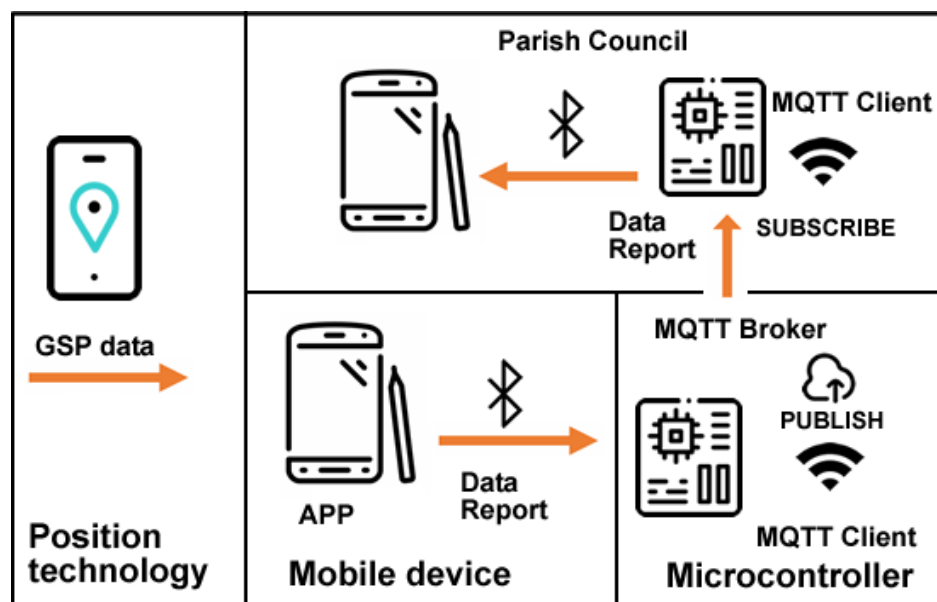 GSP data
Position
technology
Parish Council
MQTT Client
SUBSCRIBE
Data
Report
APP
Data
Report
Mobile device
MQTT Broker
PUBLISH
MQTT Client
Microcontroller